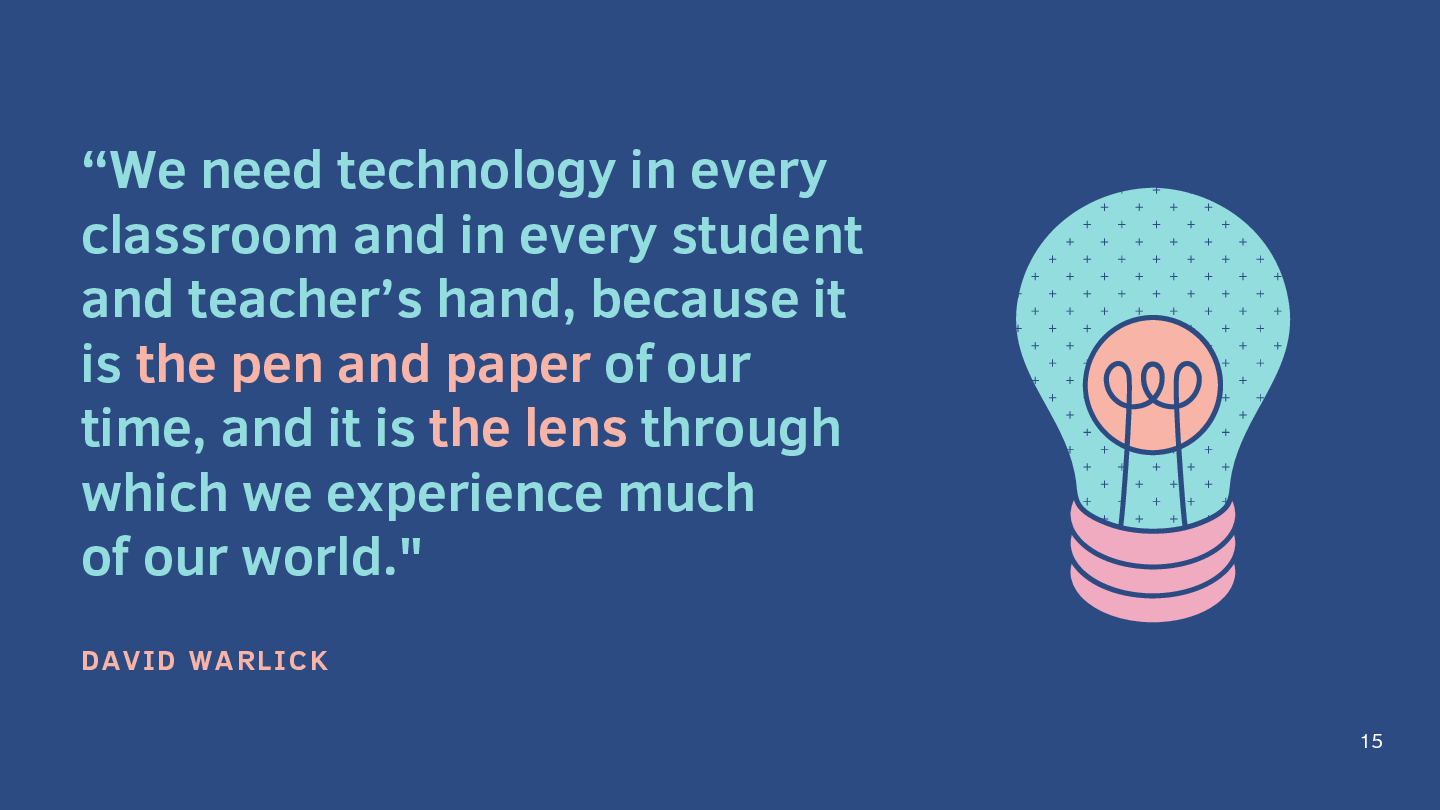 “We need technology in every
classroom and in every student
and teacher’s hand, because it
is the pen and paper of our
time, and it is the lens through
which we experience much
of our world."
DAVID WARLICK
15